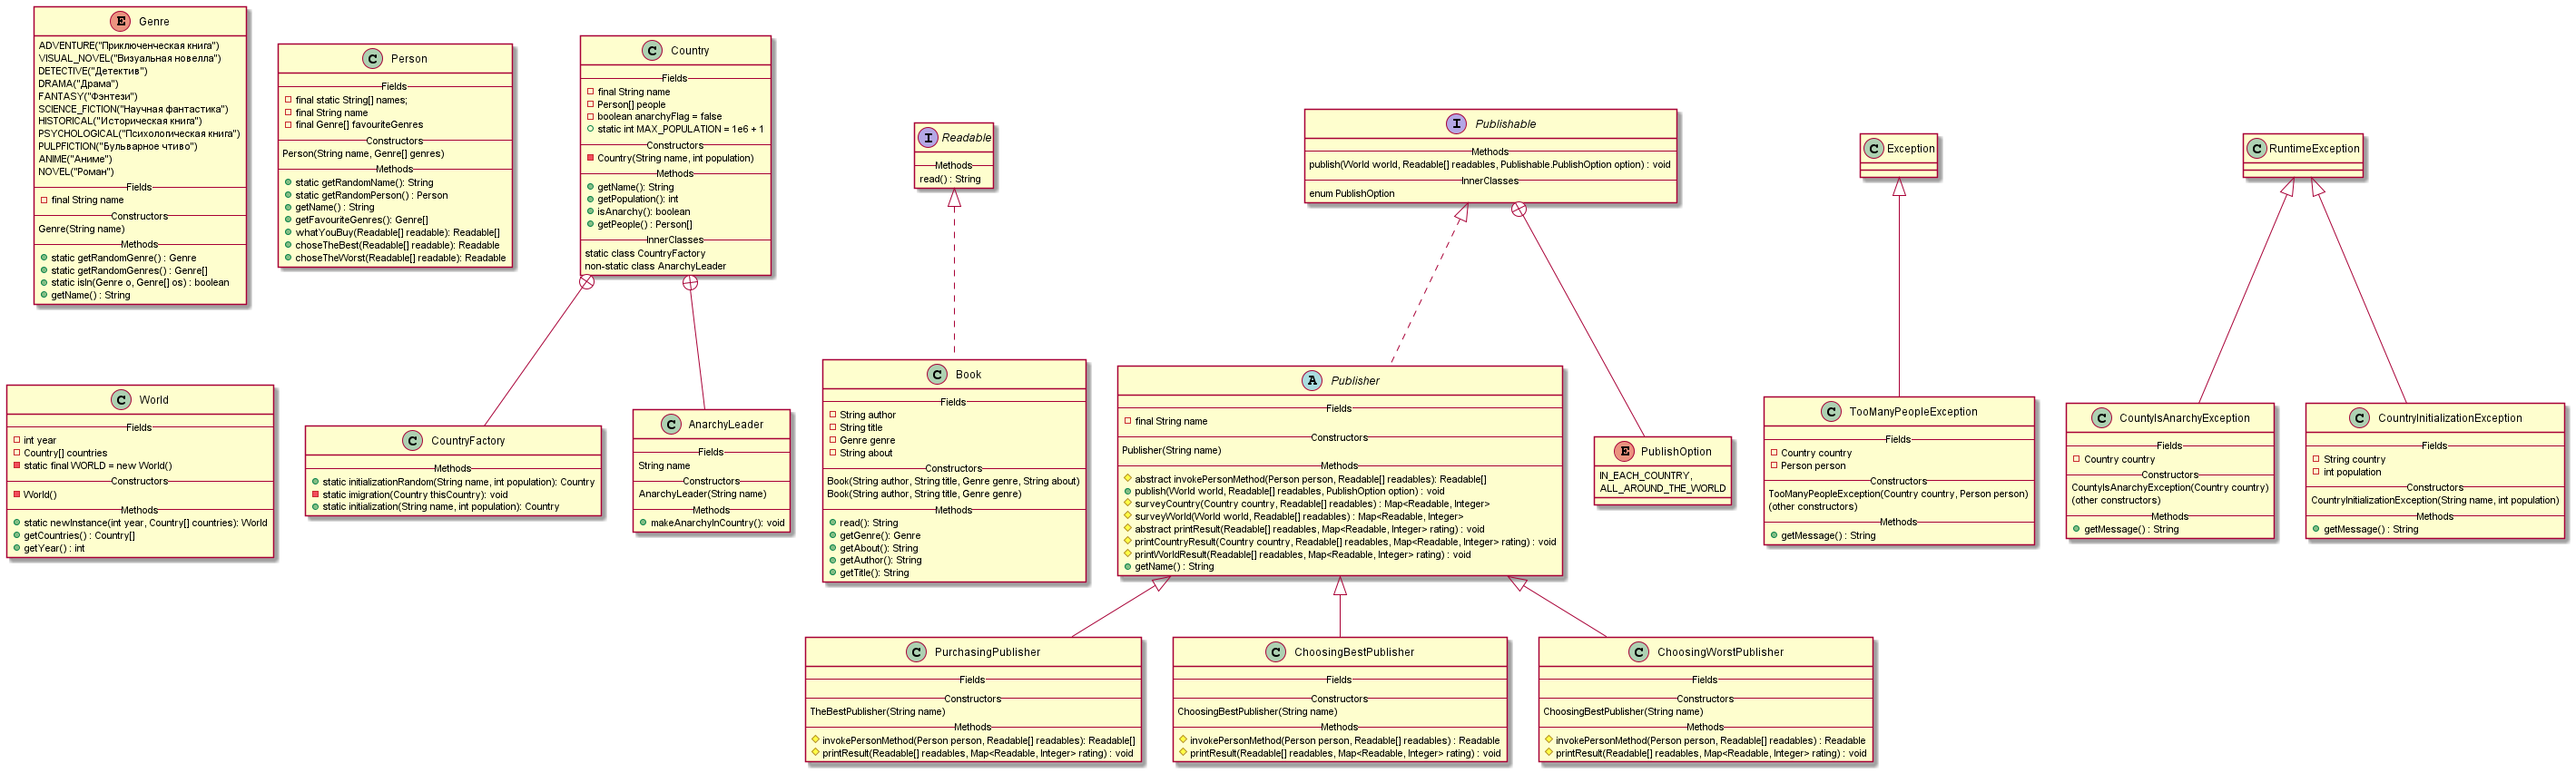 E Genre
ADVENTURE("Приключенческая книга")
VISUAL_NOVEL("Визуальная новелла")
DETECTIVE("Детектив")
DRAMA("Драма")
FANTASY("Фэнтези")
SCIENCE_FICTION("Научная фантастика")
HISTORICAL("Историческая книга")
PSYCHOLOGICAL("Психологическая книга")
PULPFICTION("Бульварное чтиво")
ANIME("Аниме")
NOVEL("Роман")
Fields
final String name
Constructors
Genre(String name)
Methods
static getRandomGenre() : Genre
static getRandomGenres() : Genre[]
static isIn(Genre o, Genre[] os) : boolean
getName() : String
C Person
Fields
final static String[] names;
final String name
final Genre[] favouriteGenres
Constructors
Person(String name, Genre[] genres)
Methods
static getRandomName(): String
static getRandomPerson() : Person
getName() : String
getFavouriteGenres(): Genre[]
whatYouBuy(Readable[] readable): Readable[]
choseTheBest(Readable[] readable): Readable
choseTheWorst(Readable[] readable): Readable
C Country
Fields
final String name
Person[] people
boolean anarchyFlag = false
static int MAX_POPULATION = 1e6 + 1
Constructors
Country(String name, int population)
Methods
getName(): String
getPopulation(): int
isAnarchy(): boolean
getPeople() : Person[]
InnerClasses
static class CountryFactory
non-static class AnarchyLeader
I Readable
Methods
read() : String
I Publishable
Methods
publish(World world, Readable[] readables, Publishable.PublishOption option) : void
InnerClasses
enum PublishOption
C Exception
C RuntimeException
C World
Fields
int year
Country[] countries
static final WORLD = new World()
Constructors
World()
Methods
static newInstance(int year, Country[] countries): World
getCountries() : Country[]
getYear() : int
C CountryFactory
Methods
static initializationRandom(String name, int population): Country
static imigration(Country thisCountry): void
static initialization(String name, int population): Country
C AnarchyLeader
Fields
String name
Constructors
AnarchyLeader(String name)
Methods
makeAnarchyInCountry(): void
C Book
Fields
String author
String title
Genre genre
String about
Constructors
Book(String author, String title, Genre genre, String about)
Book(String author, String title, Genre genre)
Methods
read(): String
getGenre(): Genre
getAbout(): String
getAuthor(): String
getTitle(): String
A Publisher
Fields
final String name
Constructors
Publisher(String name)
Methods
abstract invokePersonMethod(Person person, Readable[] readables): Readable[]
publish(World world, Readable[] readables, PublishOption option) : void
surveyCountry(Country country, Readable[] readables) : Map<Readable, Integer>
surveyWorld(World world, Readable[] readables) : Map<Readable, Integer>
abstract printResult(Readable[] readables, Map<Readable, Integer> rating) : void
printCountryResult(Country country, Readable[] readables, Map<Readable, Integer> rating) : void
printWorldResult(Readable[] readables, Map<Readable, Integer> rating) : void
getName() : String
E PublishOption
IN_EACH_COUNTRY,
ALL_AROUND_THE_WORLD
C TooManyPeopleException
Fields
Country country
Person person
Constructors
TooManyPeopleException(Country country, Person person)
(other constructors)
Methods
getMessage() : String
C CountyIsAnarchyException
Fields
Country country
Constructors
CountyIsAnarchyException(Country country)
(other constructors)
Methods
getMessage() : String
C CountryInitializationException
Fields
String country
int population
Constructors
CountryInitializationException(String name, int population)
Methods
getMessage() : String
C PurchasingPublisher
Fields
Constructors
TheBestPublisher(String name)
Methods
invokePersonMethod(Person person, Readable[] readables): Readable[]
printResult(Readable[] readables, Map<Readable, Integer> rating) : void
C ChoosingBestPublisher
Fields
Constructors
ChoosingBestPublisher(String name)
Methods
invokePersonMethod(Person person, Readable[] readables) : Readable
printResult(Readable[] readables, Map<Readable, Integer> rating) : void
C ChoosingWorstPublisher
Fields
Constructors
ChoosingBestPublisher(String name)
Methods
invokePersonMethod(Person person, Readable[] readables) : Readable
printResult(Readable[] readables, Map<Readable, Integer> rating) : void